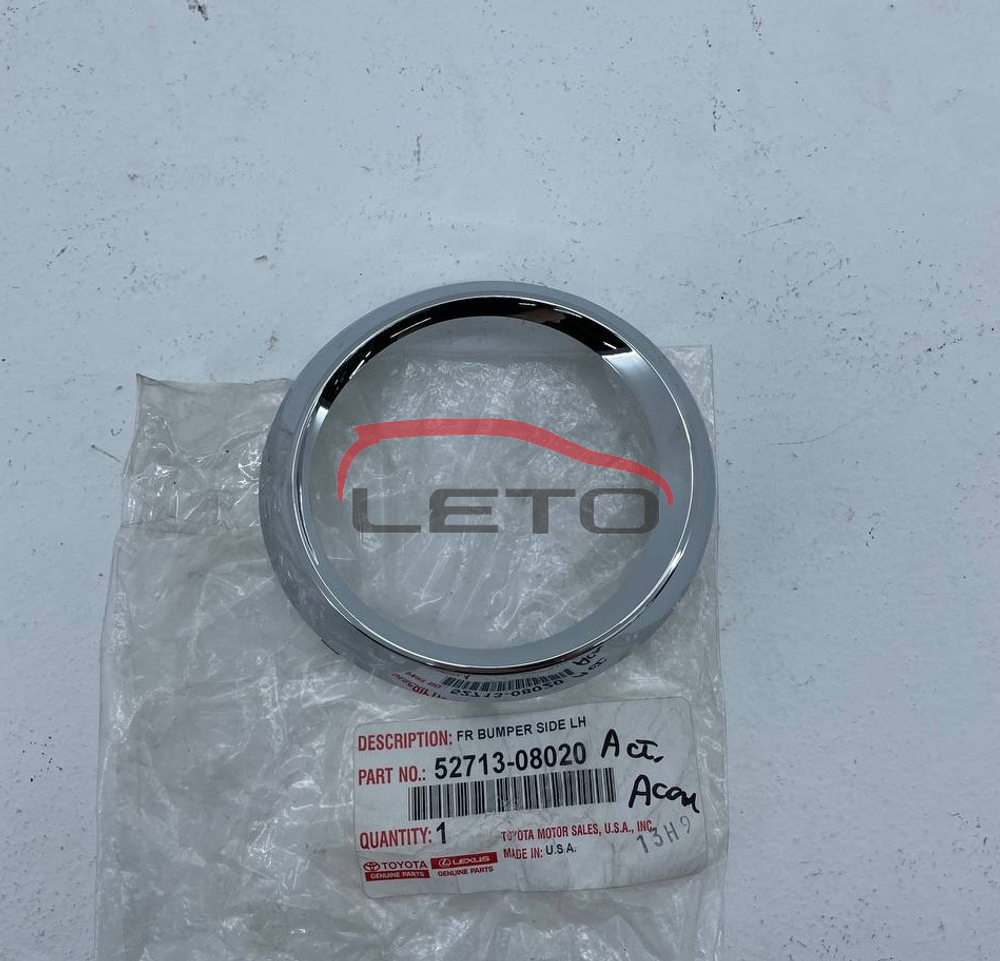 LETO
DESCRIPTION: FR BUMPER SIDE LH
PART NO.: 52713-08020
QUANTITY: 1
TOYOTA MOTOR SALES, U.S.A., INC.
MADE IN: U.S.A.
TOYOTA
GENUINE PARTS
LEXUS
GENUINE PARTS
13H9